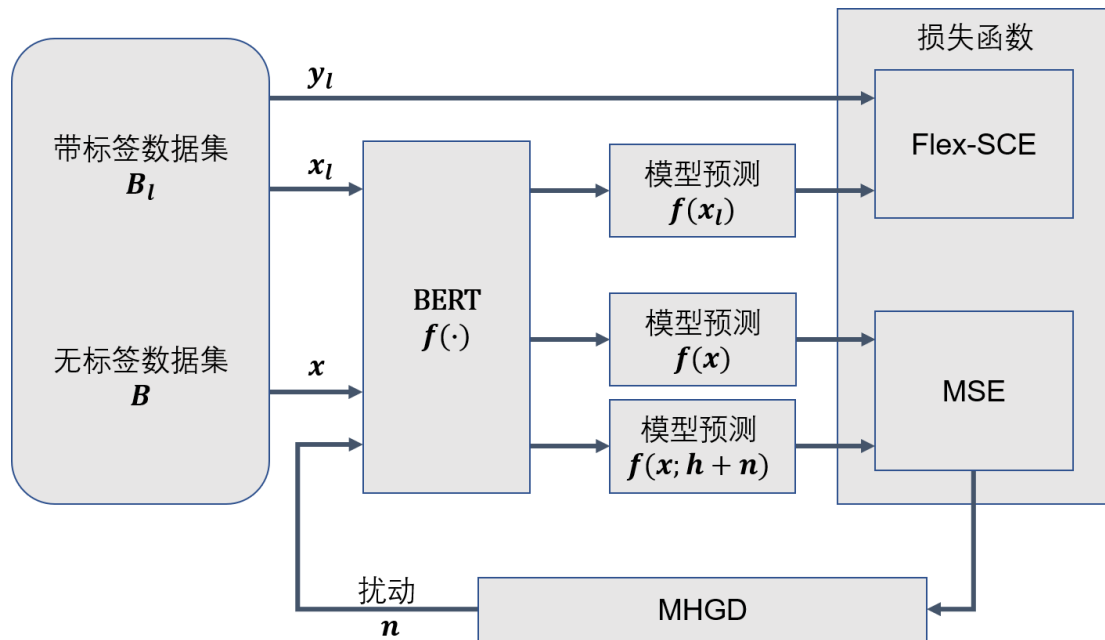 损失函数
y_l
Flex-SCE
带标签数据集
B_l
x_l
模型预测
f(x_l)
BERT
f(·)
模型预测
f(x)
无标签数据集
B
x
MSE
模型预测
f(x; h + n)
扰动
n
MHGD